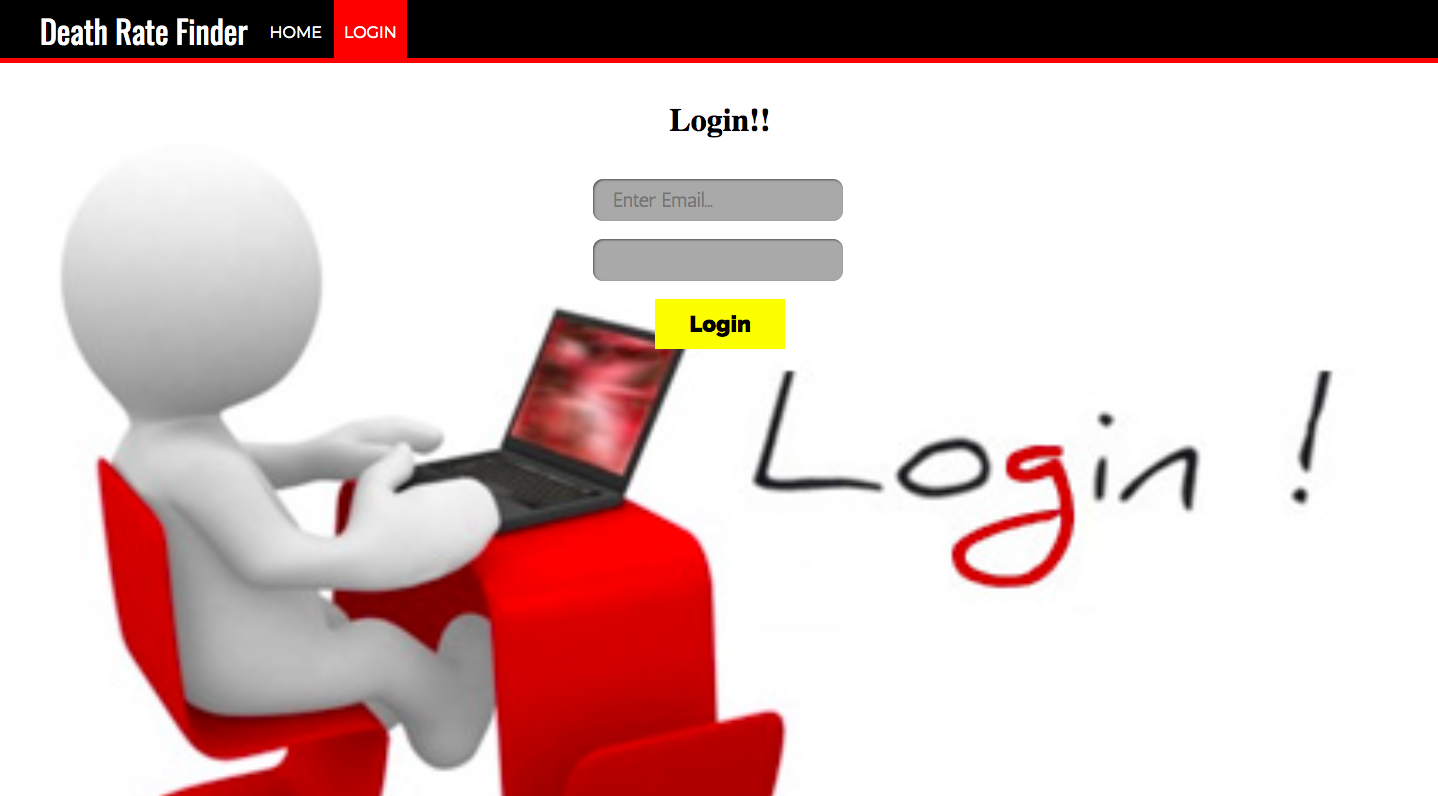 Death Rate Finder HOME LOGIN
Login!!
Enter Email...
Login
Login !